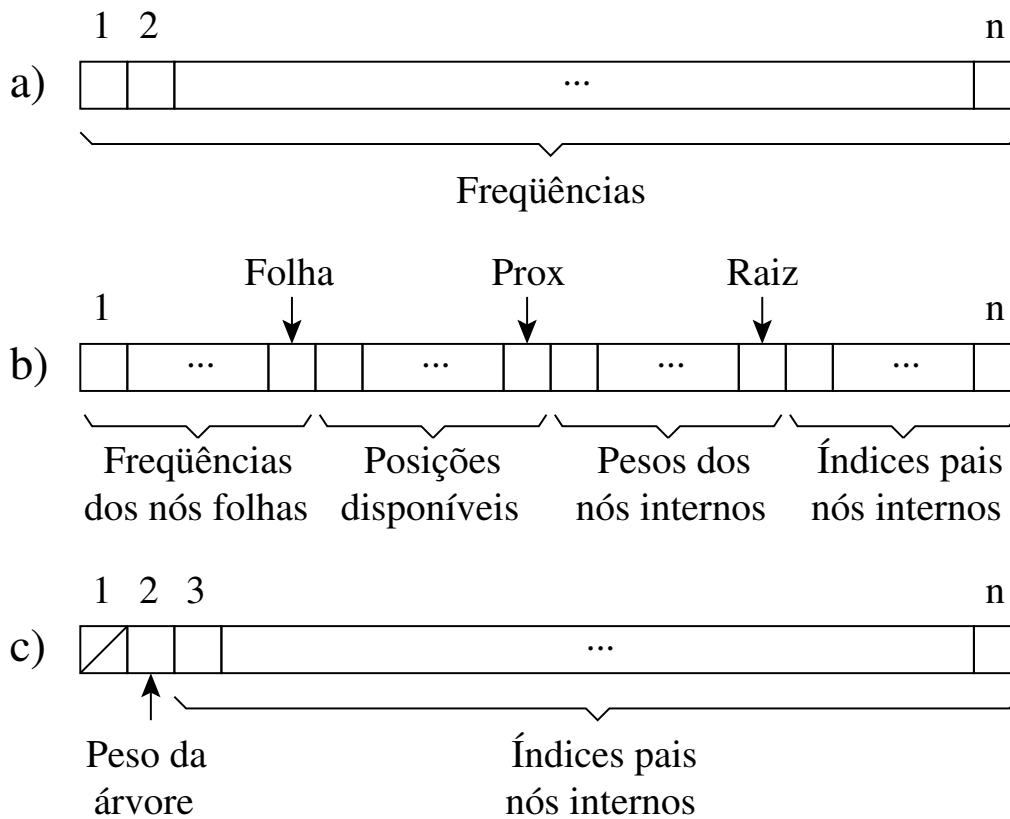 1 2 n
a) ...
Freqüências
Folha Prox Raiz
1 n
b) ... ... ... ...
Freqüências Posições Pesos dos Índices pais
dos nós folhas disponíveis nós internos nós internos
1 2 3 n
c) ...
Peso da Índices pais
árvore nós internos